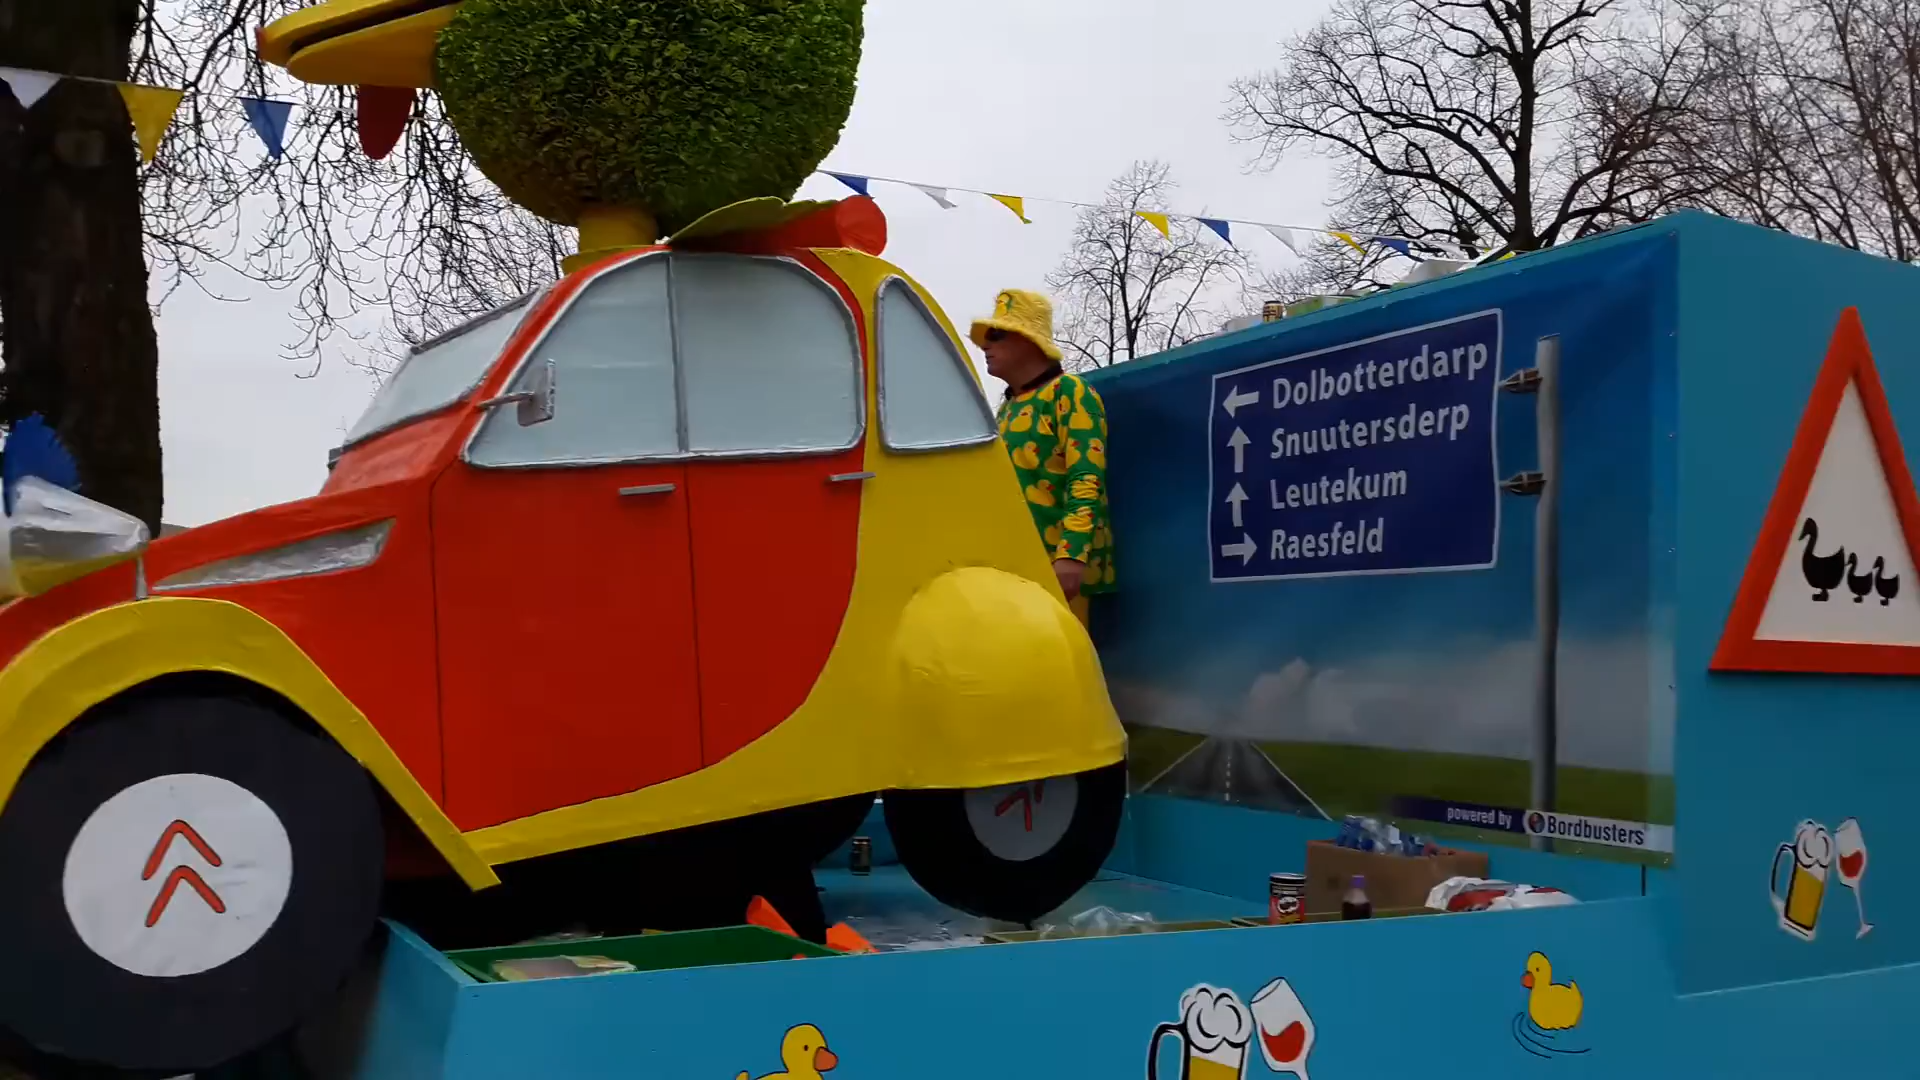 Dolbotterdarp
Snuutersderp
Leutekum
Raesfeld
powered by Bordbusters